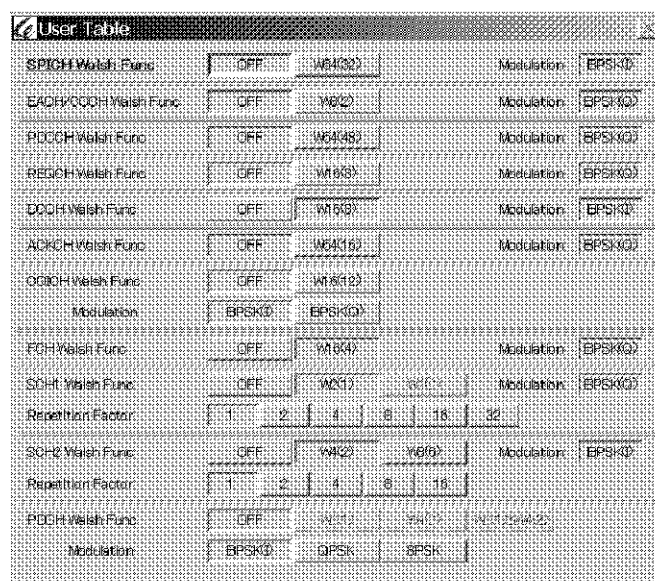 User Table
SPICH Walsh Func OFF W64(32) Modulation BPSK(I)
EACH/CCCH Walsh Func OFF W8(2) Modulation BPSK(Q)
PDCCH Walsh Func OFF W64(48) Modulation BPSK(Q)
REQCH Walsh Func OFF W16(8) Modulation BPSK(Q)
DCCH Walsh Func OFF W16(8) Modulation BPSK(I)
ACKCH Walsh Func OFF W64(16) Modulation BPSK(Q)
CQICH Walsh Func OFF W16(12)
Modulation BPSK(I) BPSK(Q)
FCH Walsh Func OFF W16(4) Modulation BPSK(Q)
SCH1 Walsh Func OFF W2(1) Modulation BPSK(Q)
Repetition Factor 1 2 4 8 16 32
SCH2 Walsh Func OFF W4(2) W8(6) Modulation BPSK(I)
Repetition Factor 1 2 4 8 16
PDCH Walsh Func OFF
Modulation BPSK(I) QPSK 8PSK